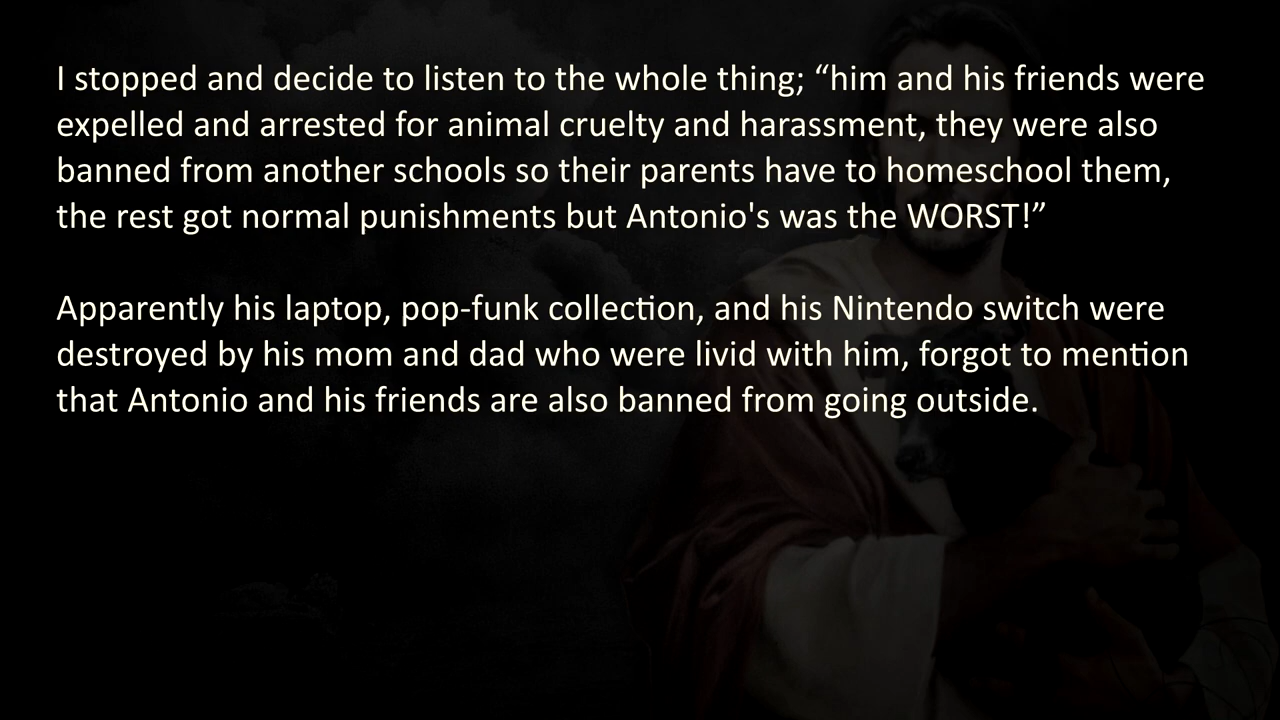 I stopped and decide to listen to the whole thing; “him and his friends were
expelled and arrested for animal cruelty and harassment, they were also
banned from another schools so their parents have to homeschool them,
the rest got normal punishments but Antonio's was the WORST!”
Apparently his laptop, pop-funk collection, and his Nintendo switch were
destroyed by his mom and dad who were livid with him, forgot to mention
that Antonio and his friends are also banned from going outside.